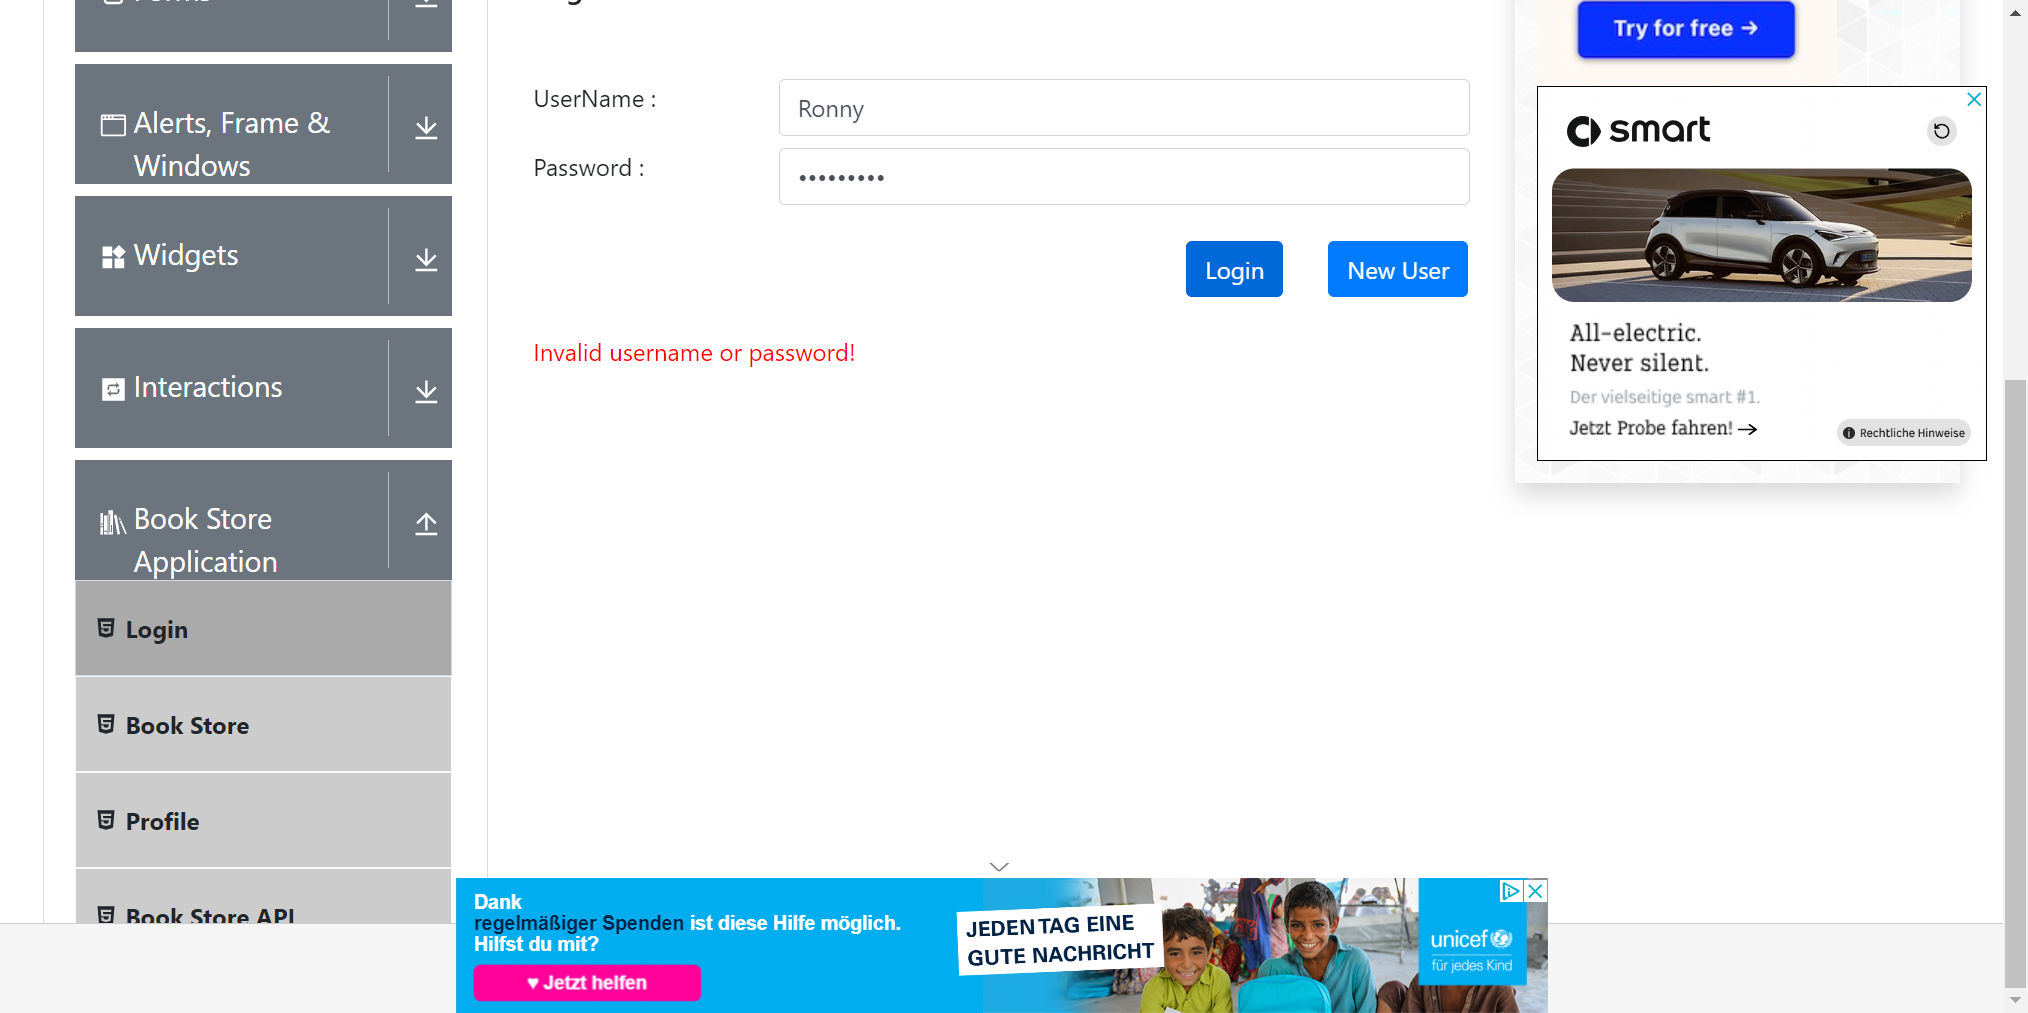 Alerts, Frame &
Windows
Widgets
Interactions
Book Store
Application
Login
Book Store
Profile
Book Store API
UserName :
Ronny
Password :
•••••••••
Login
New User
Invalid username or password!
Try for free →
smart
All-electric.
Never silent.
Der vielseitige smart #1.
Jetzt Probe fahren! →
Rechtliche Hinweise
Dank
regelmäßiger Spenden ist diese Hilfe möglich.
Hilfst du mit?
♥ Jetzt helfen
JEDEN TAG EINE
GUTE NACHRICHT
unicef
für jedes Kind